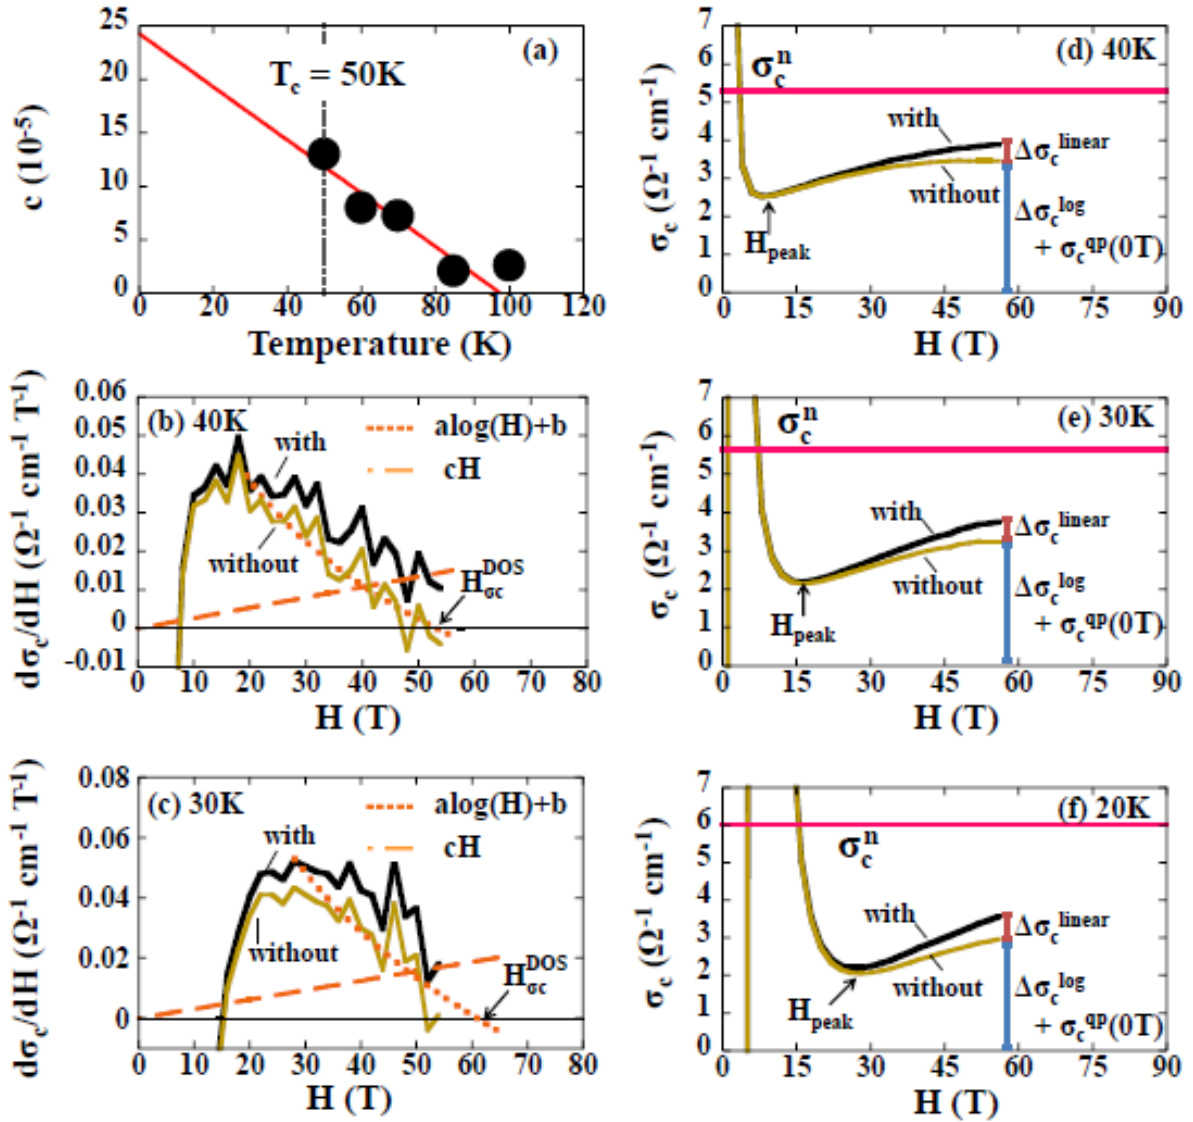 (a)
T_c = 50K
c (10^-5)
25
20
15
10
5
0
0 20 40 60 80 100 120
Temperature (K)
(b) 40K
with
without
alog(H)+b
cH
H_σc^DOS
dσ_c/dH (Ω^-1 cm^-1 T^-1)
0.06
0.05
0.04
0.03
0.02
0.01
0
-0.01
0 10 20 30 40 50 60 70 80
H (T)
(c) 30K
with
without
alog(H)+b
cH
H_σc^DOS
dσ_c/dH (Ω^-1 cm^-1 T^-1)
0.08
0.06
0.04
0.02
0
0 10 20 30 40 50 60 70 80
H (T)
(d) 40K
σ_c^n
with
without
Δσ_c^linear
Δσ_c^log
+ σ_c^qp(0T)
H_peak
σ_c (Ω^-1 cm^-1)
7
6
5
4
3
2
1
0
0 15 30 45 60 75 90
H (T)
(e) 30K
σ_c^n
with
without
Δσ_c^linear
Δσ_c^log
+ σ_c^qp(0T)
H_peak
σ_c (Ω^-1 cm^-1)
7
6
5
4
3
2
1
0
0 15 30 45 60 75 90
H (T)
(f) 20K
σ_c^n
with
without
Δσ_c^linear
Δσ_c^log
+ σ_c^qp(0T)
H_peak
σ_c (Ω^-1 cm^-1)
7
6
5
4
3
2
1
0
0 15 30 45 60 75 90
H (T)